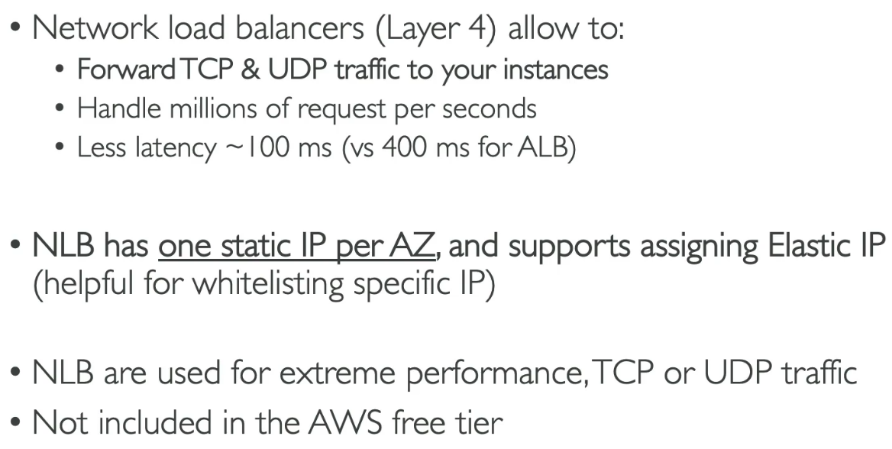 • Network load balancers (Layer 4) allow to:
• Forward TCP & UDP traffic to your instances
• Handle millions of request per seconds
• Less latency ~100 ms (vs 400 ms for ALB)
• NLB has one static IP per AZ, and supports assigning Elastic IP
(helpful for whitelisting specific IP)
• NLB are used for extreme performance, TCP or UDP traffic
• Not included in the AWS free tier